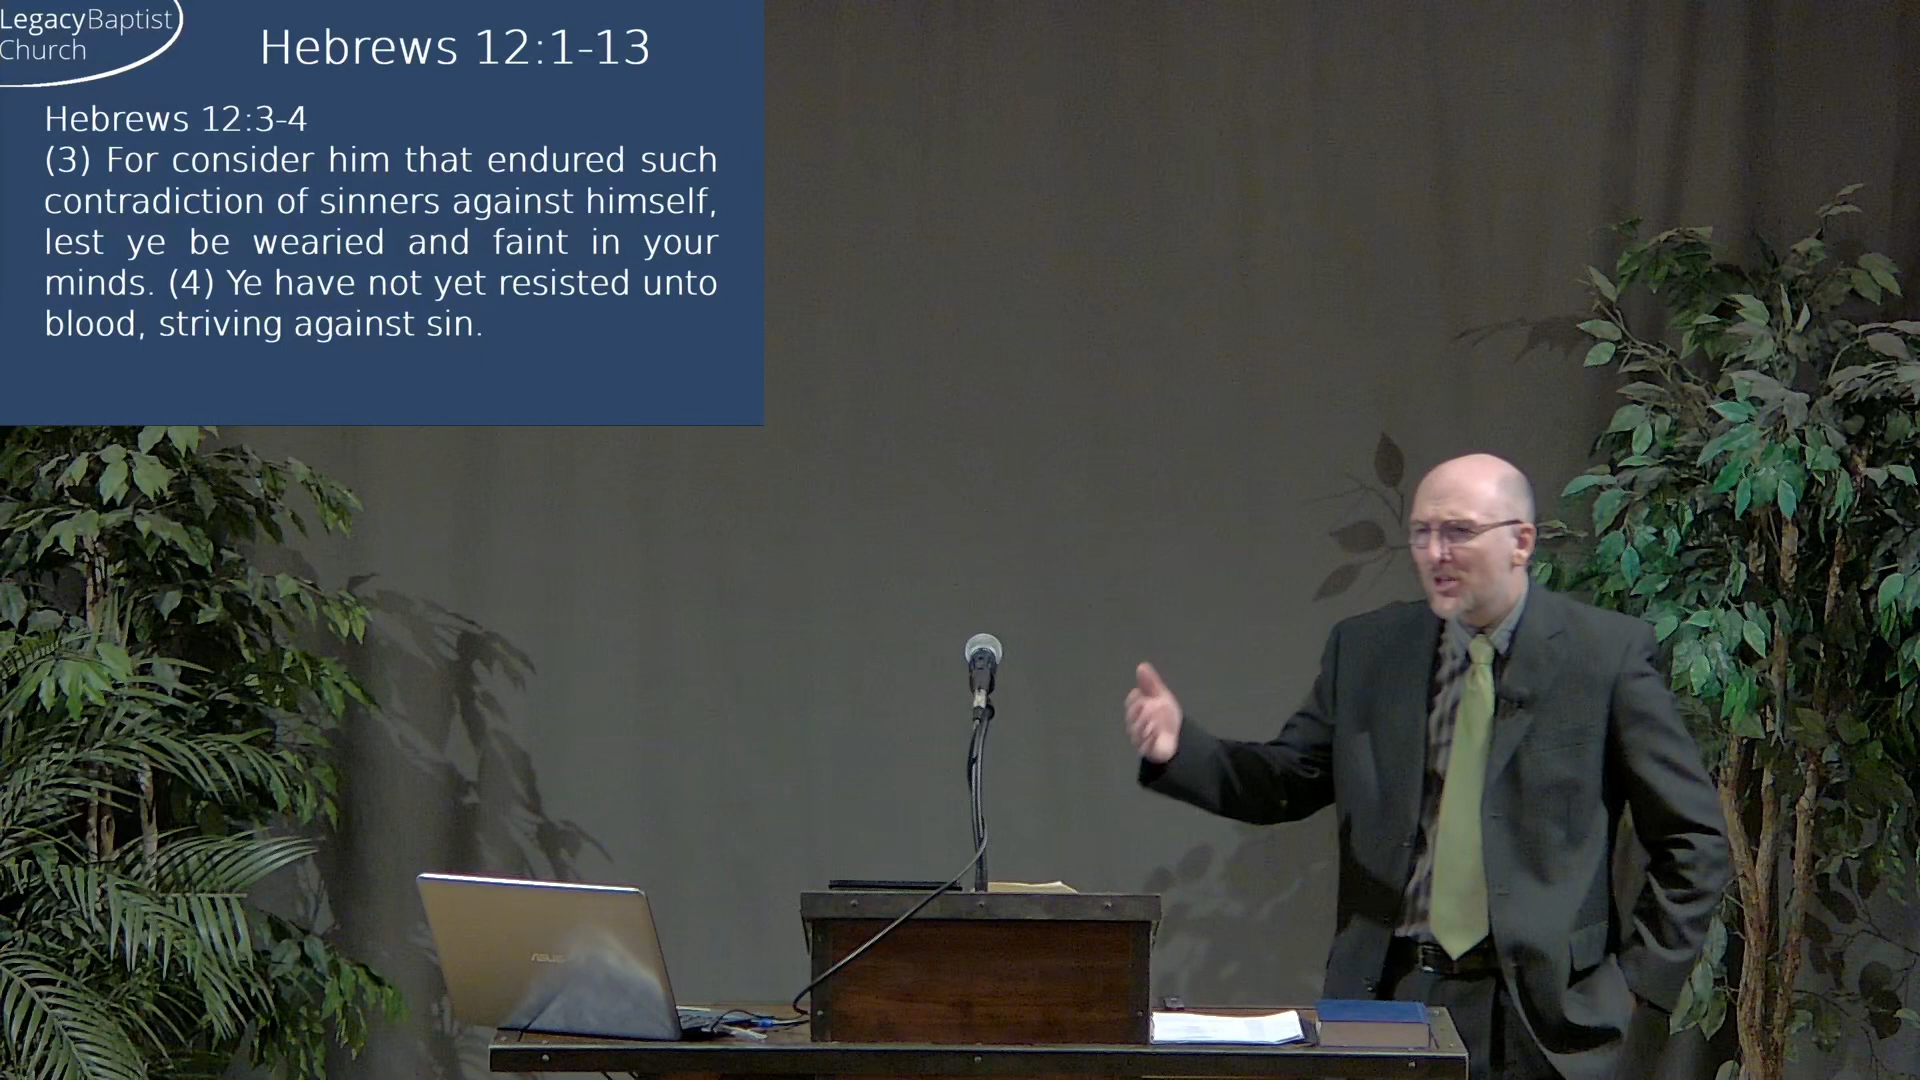 LegacyBaptist
Church
Hebrews 12:1-13
Hebrews 12:3-4
(3) For consider him that endured such
contradiction of sinners against himself,
lest ye be wearied and faint in your
minds. (4) Ye have not yet resisted unto
blood, striving against sin.
ASUS